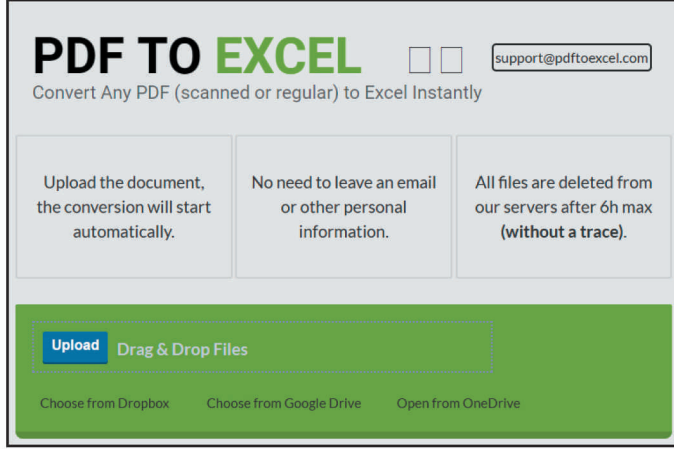 PDF TO EXCEL
support@pdftoexcel.com
Convert Any PDF (scanned or regular) to Excel Instantly
Upload the document,
the conversion will start
automatically.
No need to leave an email
or other personal
information.
All files are deleted from
our servers after 6h max
(without a trace).
Upload
Drag & Drop Files
Choose from Dropbox
Choose from Google Drive
Open from OneDrive